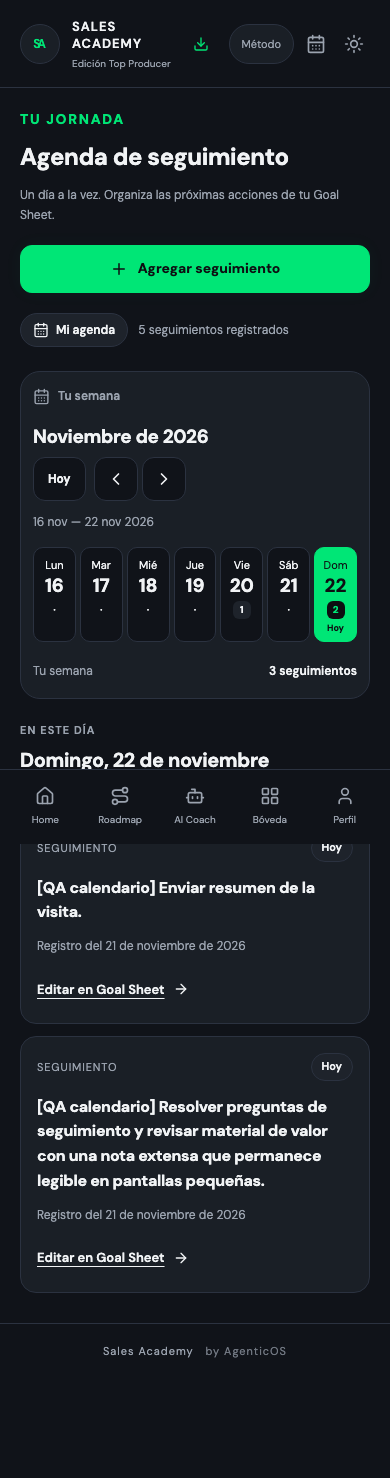 SA
SALES
ACADEMY
Edición Top Producer
Método
TU JORNADA
Agenda de seguimiento
Un día a la vez. Organiza las próximas acciones de tu Goal
Sheet.
Agregar seguimiento
Mi agenda
5 seguimientos registrados
Tu semana
Noviembre de 2026
Hoy
16 nov — 22 nov 2026
Lun Mar Mié Jue Vie Sáb Dom
16 17 18 19 20 21 22
· · · · 1 · 2
Hoy
Tu semana
3 seguimientos
EN ESTE DÍA
Domingo, 22 de noviembre
Home Roadmap AI Coach Bóveda Perfil
SEGUIMIENTO
Hoy
[QA calendario] Enviar resumen de la
visita.
Registro del 21 de noviembre de 2026
Editar en Goal Sheet
SEGUIMIENTO
Hoy
[QA calendario] Resolver preguntas de
seguimiento y revisar material de valor
con una nota extensa que permanece
legible en pantallas pequeñas.
Registro del 21 de noviembre de 2026
Editar en Goal Sheet
Sales Academy by AgenticOS